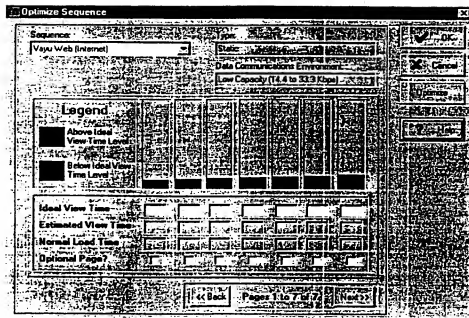 Optimize Sequence
Sequence:
Vayu Web (Internet)
Type:
Static
Data Communications Environment:
Low Capacity (14.4 to 33.3 Kbps)
OK
Cancel
Legend
Above Ideal
View Time Level
Below Ideal View
Time Level
Ideal View Time
Estimated View Time
Normal Load Time
Optional Page?
<< Back
Pages 1 to 7 of 7
Next >>